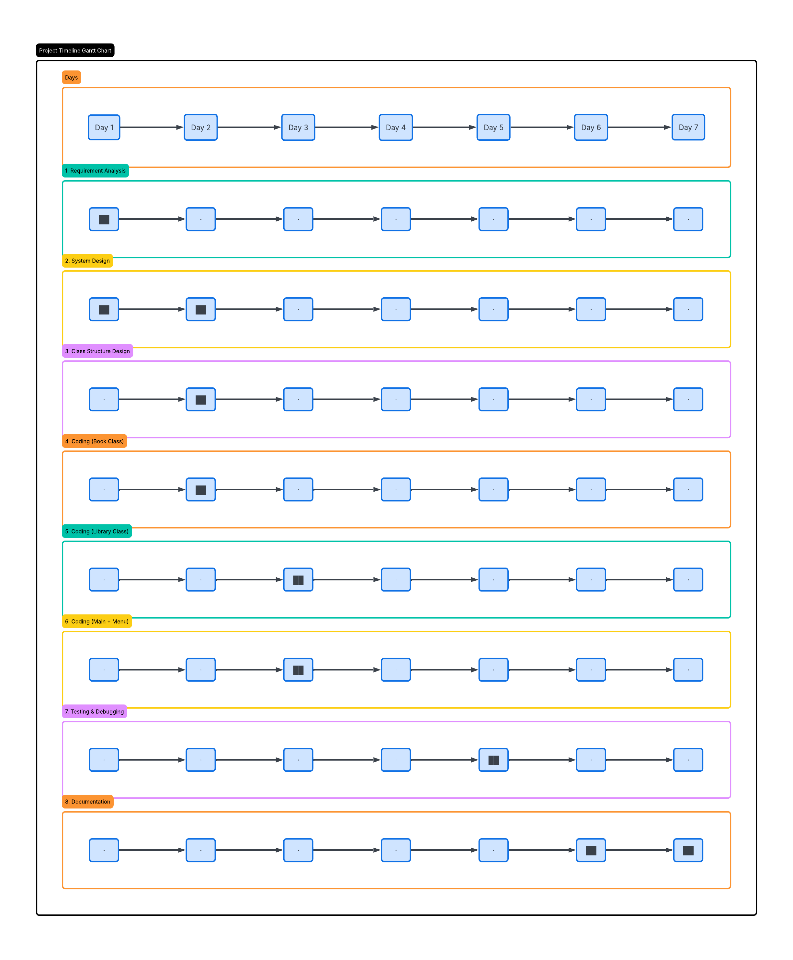 Project Timeline Gantt Chart
Days
Day 1 Day 2 Day 3 Day 4 Day 5 Day 6 Day 7
1. Requirement Analysis
██ . . . . . .
2. System Design
██ ██ . . . . .
3. Class Structure Design
. ██ . . . . .
4. Coding (Book Class)
. ██ . . . . .
5. Coding (Library Class)
. . ██ . . .
6. Coding (Main + Menu)
. . ██ . . .
7. Testing & Debugging
. ██ . .
8. Documentation
. . . . . ██ ██